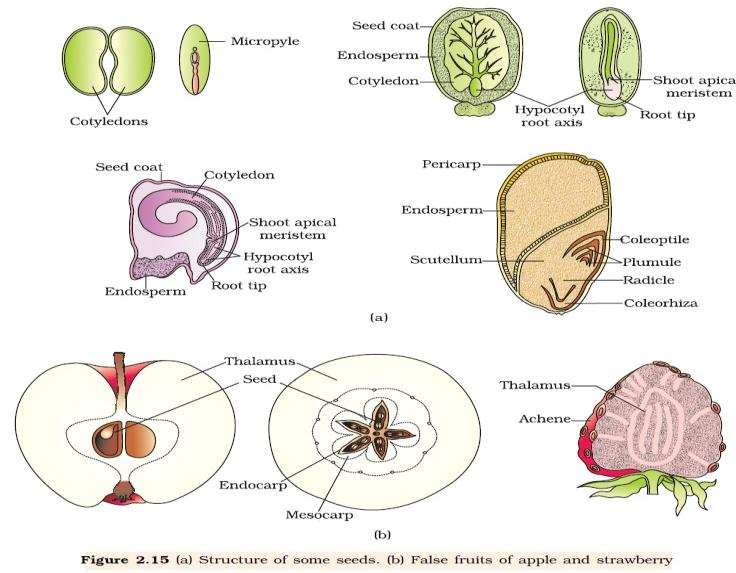 Micropyle
Cotyledons
Seed coat
Endosperm
Cotyledon
Hypocotyl
root axis
Shoot apica
meristem
Root tip
Seed coat
Cotyledon
Shoot apical
meristem
Hypocotyl
root axis
Root tip
Endosperm
Pericarp
Endosperm
Scutellum
Coleoptile
Plumule
Radicle
Coleorhiza
(a)
Thalamus
Seed
Endocarp
Mesocarp
Thalamus
Achene
(b)
Figure 2.15 (a) Structure of some seeds. (b) False fruits of apple and strawberry